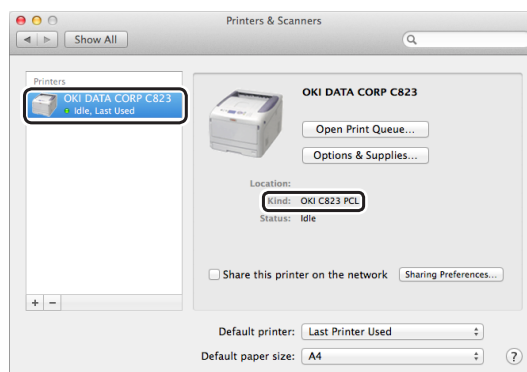 Printers & Scanners
Show All
Printers
OKI DATA CORP C823
Idle, Last Used
OKI DATA CORP C823
Open Print Queue...
Options & Supplies...
Location:
Kind: OKI C823 PCL
Status: Idle
Share this printer on the network Sharing Preferences...
+ −
Default printer: Last Printer Used
Default paper size: A4 ?